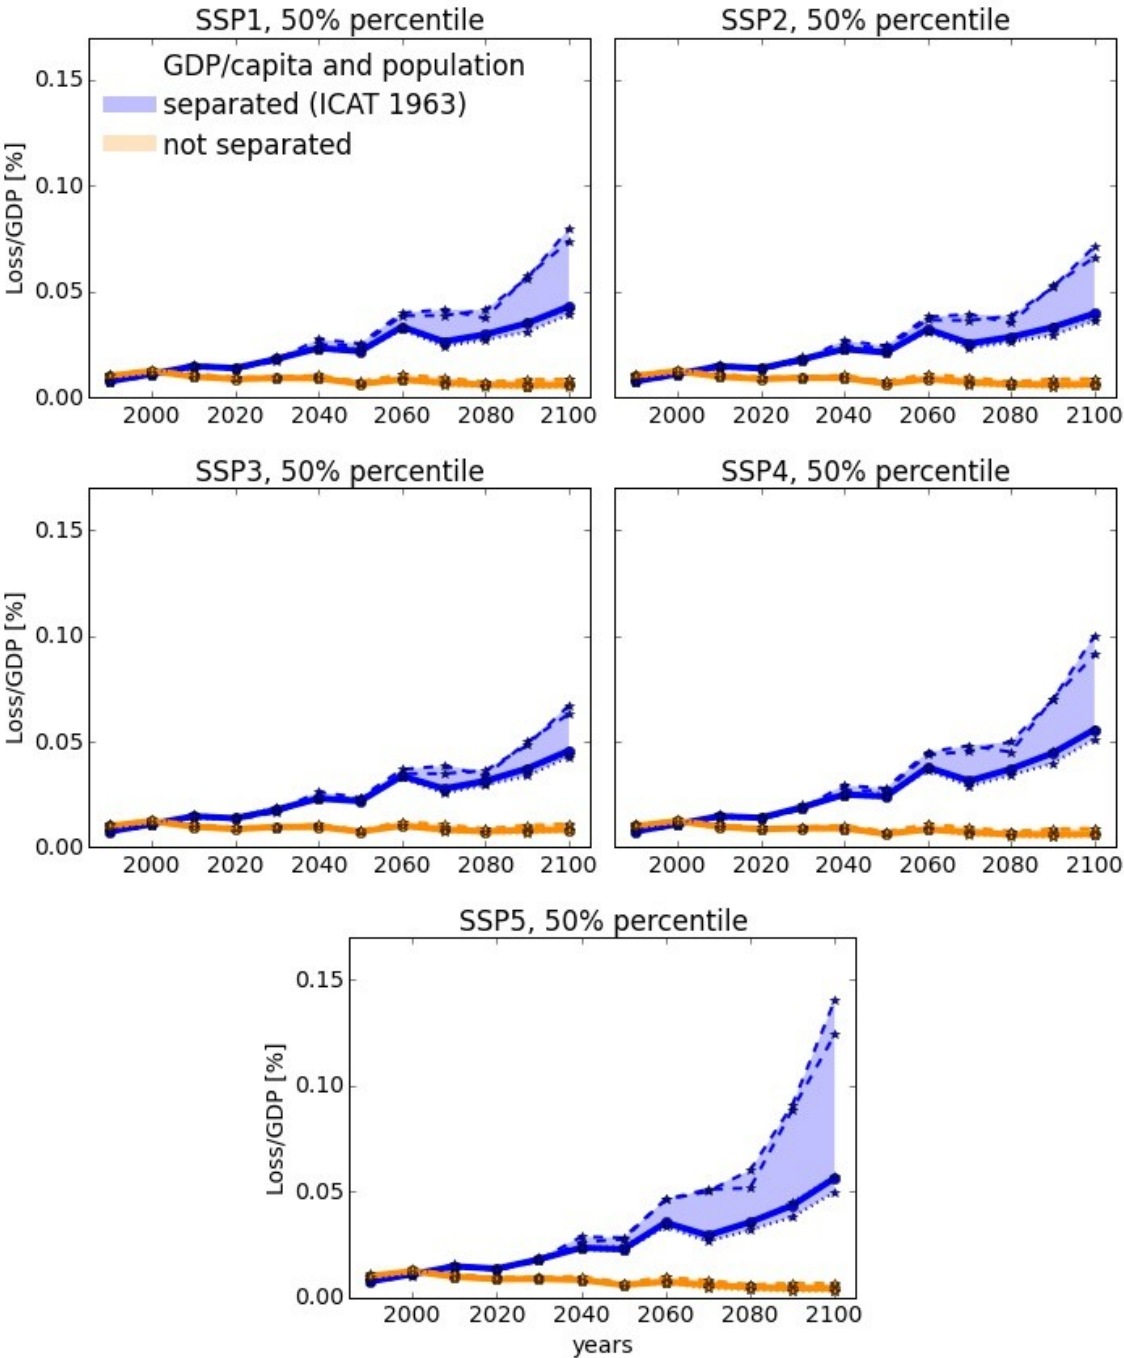 SSP1, 50% percentile
SSP2, 50% percentile
GDP/capita and population
separated (ICAT 1963)
not separated
Loss/GDP [%]
0.15
0.10
0.05
0.00
2000 2020 2040 2060 2080 2100
2000 2020 2040 2060 2080 2100
SSP3, 50% percentile
SSP4, 50% percentile
Loss/GDP [%]
0.15
0.10
0.05
0.00
2000 2020 2040 2060 2080 2100
2000 2020 2040 2060 2080 2100
SSP5, 50% percentile
Loss/GDP [%]
0.15
0.10
0.05
0.00
2000 2020 2040 2060 2080 2100
years